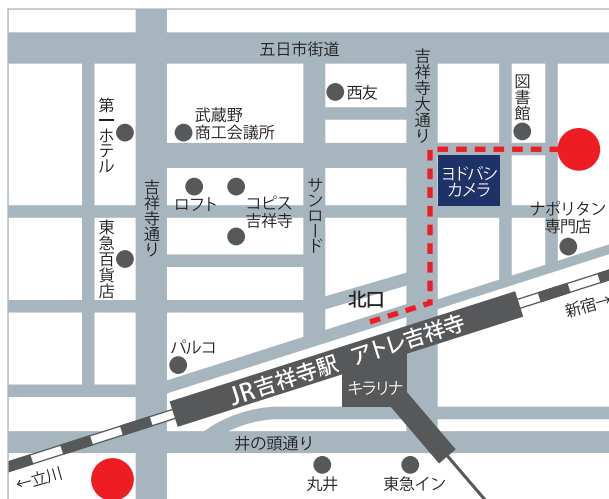 五日市街道
吉祥寺大通り
西友
図書館
第一ホテル
武蔵野
商工会議所
ヨドバシ
カメラ
吉祥寺通り
ロフト
コピス
吉祥寺
サンロード
ナポリタン
専門店
東急百貨店
北口
新宿→
パルコ
JR吉祥寺駅 アトレ吉祥寺
キラリナ
井の頭通り
←立川
丸井
東急イン